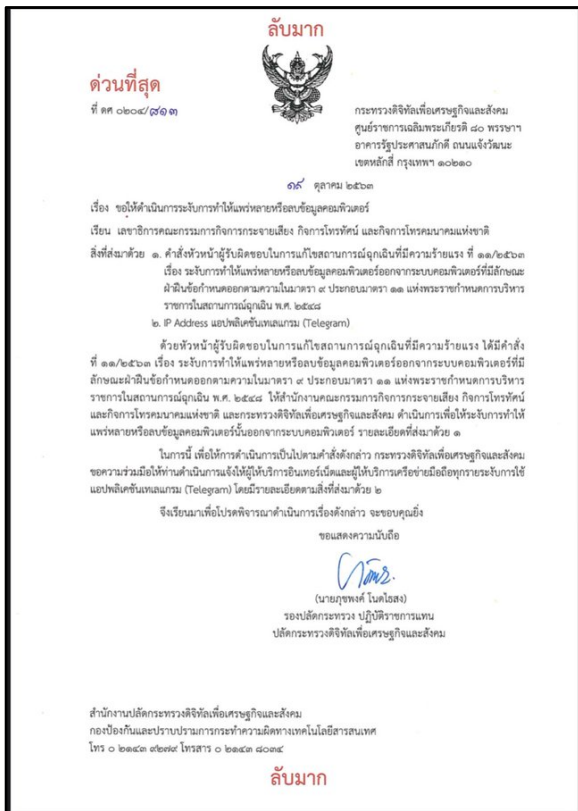 ลับมาก
ด่วนที่สุด
ที่ ดศ ๐๒๐๔/๘๑๓
กระทรวงดิจิทัลเพื่อเศรษฐกิจและสังคม
ศูนย์ราชการเฉลิมพระเกียรติ ๘๐ พรรษาฯ
อาคารรัฐประศาสนภักดี ถนนแจ้งวัฒนะ
เขตหลักสี่ กรุงเทพฯ ๑๐๒๑๐
๑๙ ตุลาคม ๒๕๖๓
เรื่อง ขอให้ดำเนินการระงับการทำให้แพร่หลายหรือลบข้อมูลคอมพิวเตอร์
เรียน เลขาธิการคณะกรรมการกิจการกระจายเสียง กิจการโทรทัศน์ และกิจการโทรคมนาคมแห่งชาติ
สิ่งที่ส่งมาด้วย ๑. คำสั่งหัวหน้าผู้รับผิดชอบในการแก้ไขสถานการณ์ฉุกเฉินที่มีความร้ายแรง ที่ ๑๑/๒๕๖๓
เรื่อง ระงับการทำให้แพร่หลายหรือลบข้อมูลคอมพิวเตอร์ออกจากระบบคอมพิวเตอร์ที่มีลักษณะ
ฝ่าฝืนข้อกำหนดออกตามความในมาตรา ๙ ประกอบมาตรา ๑๑ แห่งพระราชกำหนดการบริหาร
ราชการในสถานการณ์ฉุกเฉิน พ.ศ. ๒๕๔๘
๒. IP Address แอปพลิเคชันเทเลแกรม (Telegram)
ด้วยหัวหน้าผู้รับผิดชอบในการแก้ไขสถานการณ์ฉุกเฉินที่มีความร้ายแรง ได้มีคำสั่ง
ที่ ๑๑/๒๕๖๓ เรื่อง ระงับการทำให้แพร่หลายหรือลบข้อมูลคอมพิวเตอร์ออกจากระบบคอมพิวเตอร์ที่มี
ลักษณะฝ่าฝืนข้อกำหนดออกตามความในมาตรา ๙ ประกอบมาตรา ๑๑ แห่งพระราชกำหนดการบริหาร
ราชการในสถานการณ์ฉุกเฉิน พ.ศ. ๒๕๔๘ ให้สำนักงานคณะกรรมการกิจการกระจายเสียง กิจการโทรทัศน์
และกิจการโทรคมนาคมแห่งชาติ และกระทรวงดิจิทัลเพื่อเศรษฐกิจและสังคม ดำเนินการเพื่อให้ระงับการทำให้
แพร่หลายหรือลบข้อมูลคอมพิวเตอร์นั้นออกจากระบบคอมพิวเตอร์ รายละเอียดที่ส่งมาด้วย ๑
ในการนี้ เพื่อให้การดำเนินการเป็นไปตามคำสั่งดังกล่าว กระทรวงดิจิทัลเพื่อเศรษฐกิจและสังคม
ขอความร่วมมือให้ท่านดำเนินการแจ้งให้ผู้ให้บริการอินเทอร์เน็ตและผู้ให้บริการเครือข่ายมือถือทุกรายระงับการใช้
แอปพลิเคชันเทเลแกรม (Telegram) โดยมีรายละเอียดตามสิ่งที่ส่งมาด้วย ๒
จึงเรียนมาเพื่อโปรดพิจารณาดำเนินการเรื่องดังกล่าว จะขอบคุณยิ่ง
ขอแสดงความนับถือ
(นายภุชพงค์ โนดไธสง)
รองปลัดกระทรวง ปฏิบัติราชการแทน
ปลัดกระทรวงดิจิทัลเพื่อเศรษฐกิจและสังคม
สำนักงานปลัดกระทรวงดิจิทัลเพื่อเศรษฐกิจและสังคม
กองป้องกันและปราบปรามการกระทำความผิดทางเทคโนโลยีสารสนเทศ
โทร ๐ ๒๑๔๓ ๙๒๗๙ โทรสาร ๐ ๒๑๔๓ ๘๐๓๔
ลับมาก